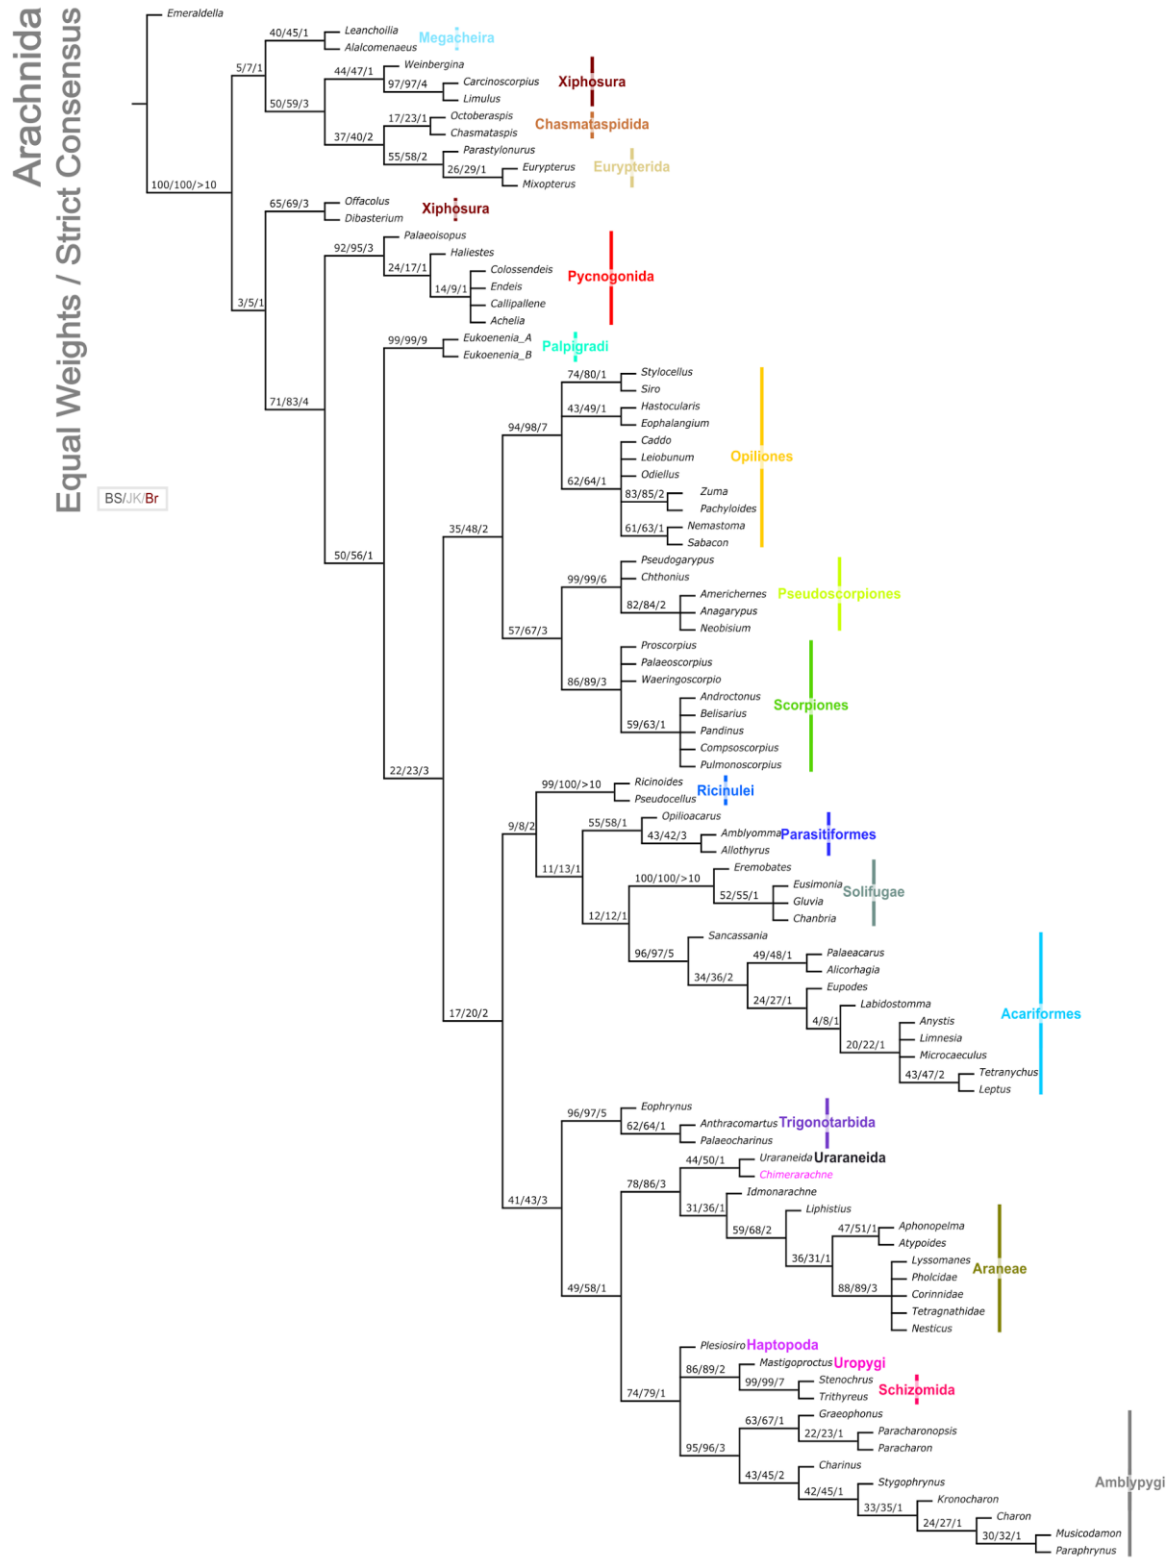 Arachnida
Equal Weights / Strict Consensus
BS/JK/Br
Emeraldella
40/45/1
Leanchoilia
Alalcomenaeus
Megacheira
5/7/1
44/47/1
Weinbergina
97/97/4
Carcinoscorpius
Limulus
Xiphosura
50/59/3
17/23/1
Octoberaspis
Chasmataspis
Chasmataspidida
37/40/2
55/58/2
Parastylonurus
26/29/1
Eurypterus
Mixopterus
Eurypterida
100/100/>10
65/69/3
Offacolus
Dibasterium
Xiphosura
92/95/3
Palaeoisopus
24/17/1
Haliestes
14/9/1
Colossendeis
Endeis
Callipallene
Achelia
Pycnogonida
3/5/1
99/99/9
Eukoenenia_A
Eukoenenia_B
Palpigradi
71/83/4
74/80/1
Stylocellus
Siro
43/49/1
Hastocularis
Eophalangium
94/98/7
Caddo
Leiobunum
Odiellus
62/64/1
83/85/2
Zuma
Pachyloides
61/63/1
Nemastoma
Sabacon
Opiliones
35/48/2
50/56/1
99/99/6
Pseudogarypus
Chthonius
82/84/2
Americhernes
Anagarypus
Neobisium
Pseudoscorpiones
57/67/3
86/89/3
Proscorpius
Palaeoscorpius
Waeringoscorpio
59/63/1
Androctonus
Belisarius
Pandinus
Compsoscorpius
Pulmonoscorpius
Scorpiones
22/23/3
99/100/>10
Ricinoides
Pseudocellus
Ricinulei
9/8/2
55/58/1
Opilioacarus
43/42/3
Amblyomma
Allothyrus
Parasitiformes
11/13/1
100/100/>10
Eremobates
52/55/1
Eusimonia
Gluvia
Chanbria
Solifugae
12/12/1
96/97/5
Sancassania
34/36/2
49/48/1
Palaeacarus
Alicorhagia
24/27/1
Eupodes
4/8/1
Labidostomma
20/22/1
Anystis
Limnesia
Microcaeculus
43/47/2
Tetranychus
Leptus
Acariformes
17/20/2
96/97/5
Eophrynus
62/64/1
Anthracomartus
Palaeocharinus
Trigonotarbida
41/43/3
44/50/1
Uraraneida
Uraraneida
Chimerarachne
78/86/3
31/36/1
Idmonarachne
59/68/2
Liphistius
36/31/1
47/51/1
Aphonopelma
Atypoides
88/89/3
Lyssomanes
Pholcidae
Corinnidae
Tetragnathidae
Nesticus
Araneae
49/58/1
Plesiosiro
Haptopoda
86/89/2
Mastigoproctus
Uropygi
99/99/7
Stenochrus
Trithyreus
Schizomida
74/79/1
63/67/1
Graeophonus
22/23/1
Paracharonopsis
Paracharon
95/96/3
43/45/2
Charinus
42/45/1
Stygophrynus
33/35/1
Kronocharon
24/27/1
Charon
30/32/1
Musicodamon
Paraphrynus
Amblypygi